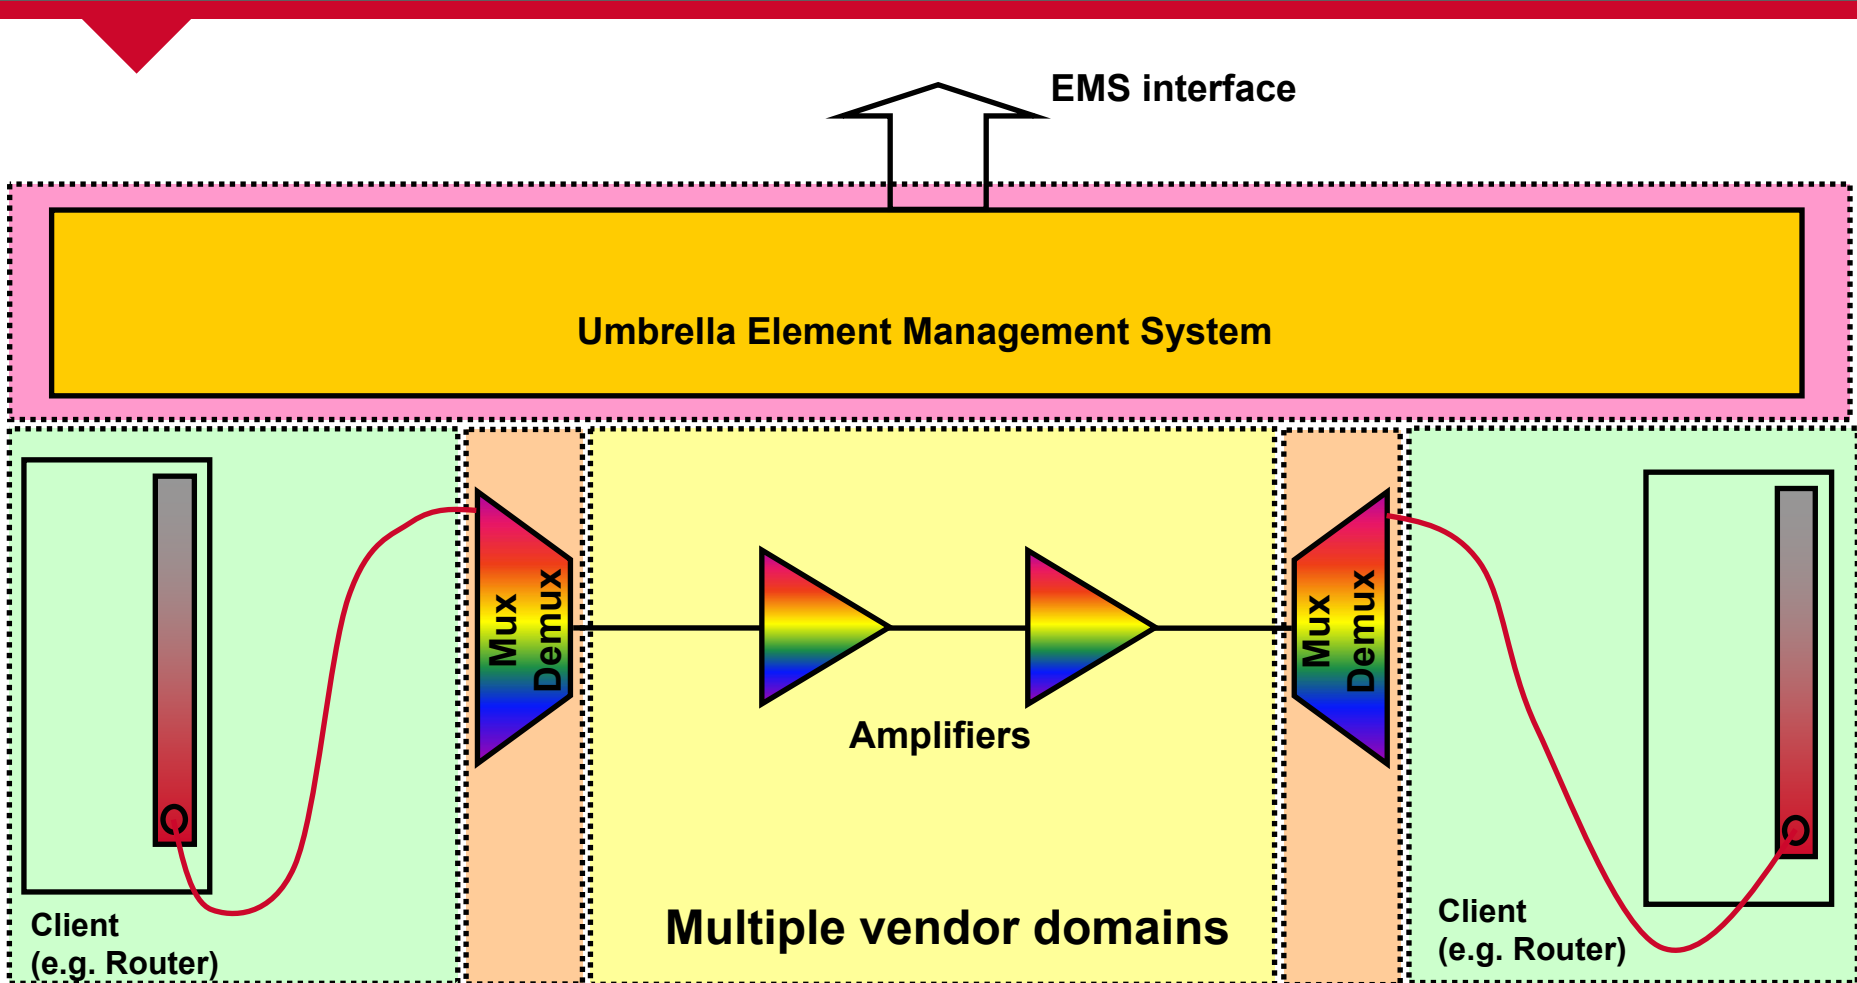 EMS interface
Umbrella Element Management System
Mux
Demux
Mux
Demux
Amplifiers
Multiple vendor domains
Client
(e.g. Router)
Client
(e.g. Router)